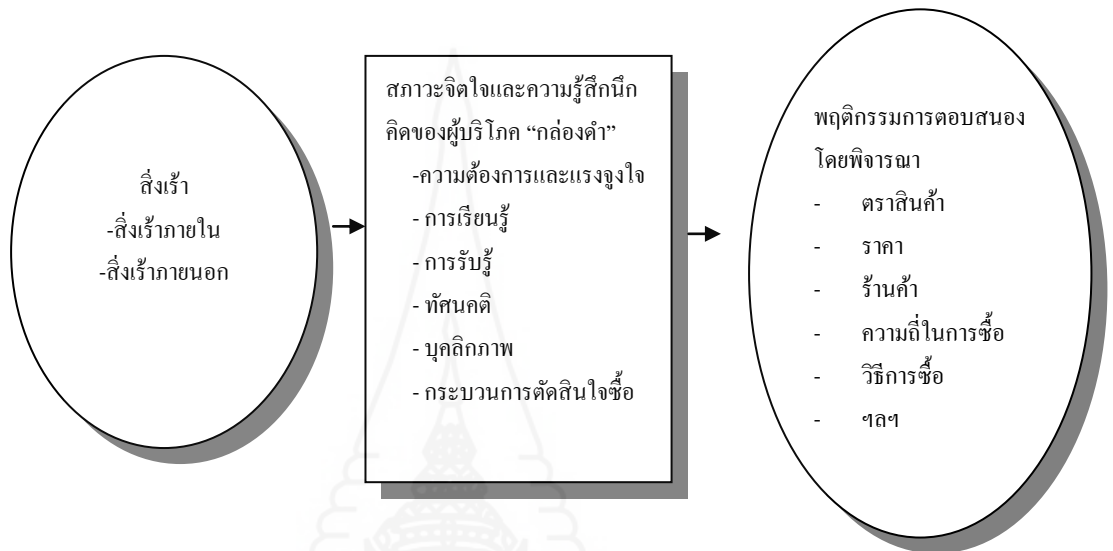 สิ่งเร้า
-สิ่งเร้าภายใน
-สิ่งเร้าภายนอก
สภาวะจิตใจและความรู้สึกนึก
คิดของผู้บริโภค “กล่องดำ”
-ความต้องการและแรงจูงใจ
- การเรียนรู้
- การรับรู้
- ทัศนคติ
- บุคลิกภาพ
- กระบวนการตัดสินใจซื้อ
พฤติกรรมการตอบสนอง
โดยพิจารณา
- ตราสินค้า
- ราคา
- ร้านค้า
- ความถี่ในการซื้อ
- วิธีการซื้อ
- ฯลฯ